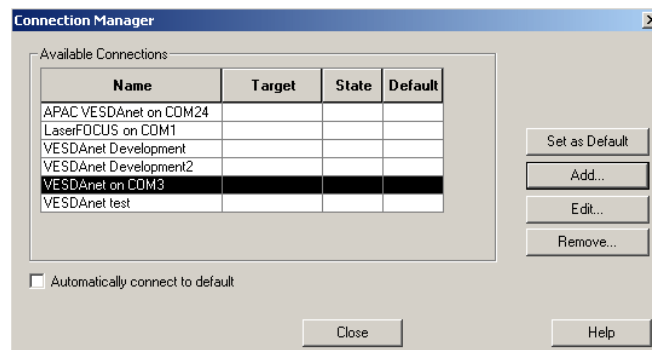 Connection Manager
Available Connections
Name Target State Default
APAC VESDAnet on COM24
LaserFOCUS on COM1
VESDAnet Development
VESDAnet Development2
VESDAnet on COM3
VESDAnet test
Set as Default
Add...
Edit...
Remove...
Automatically connect to default
Close Help